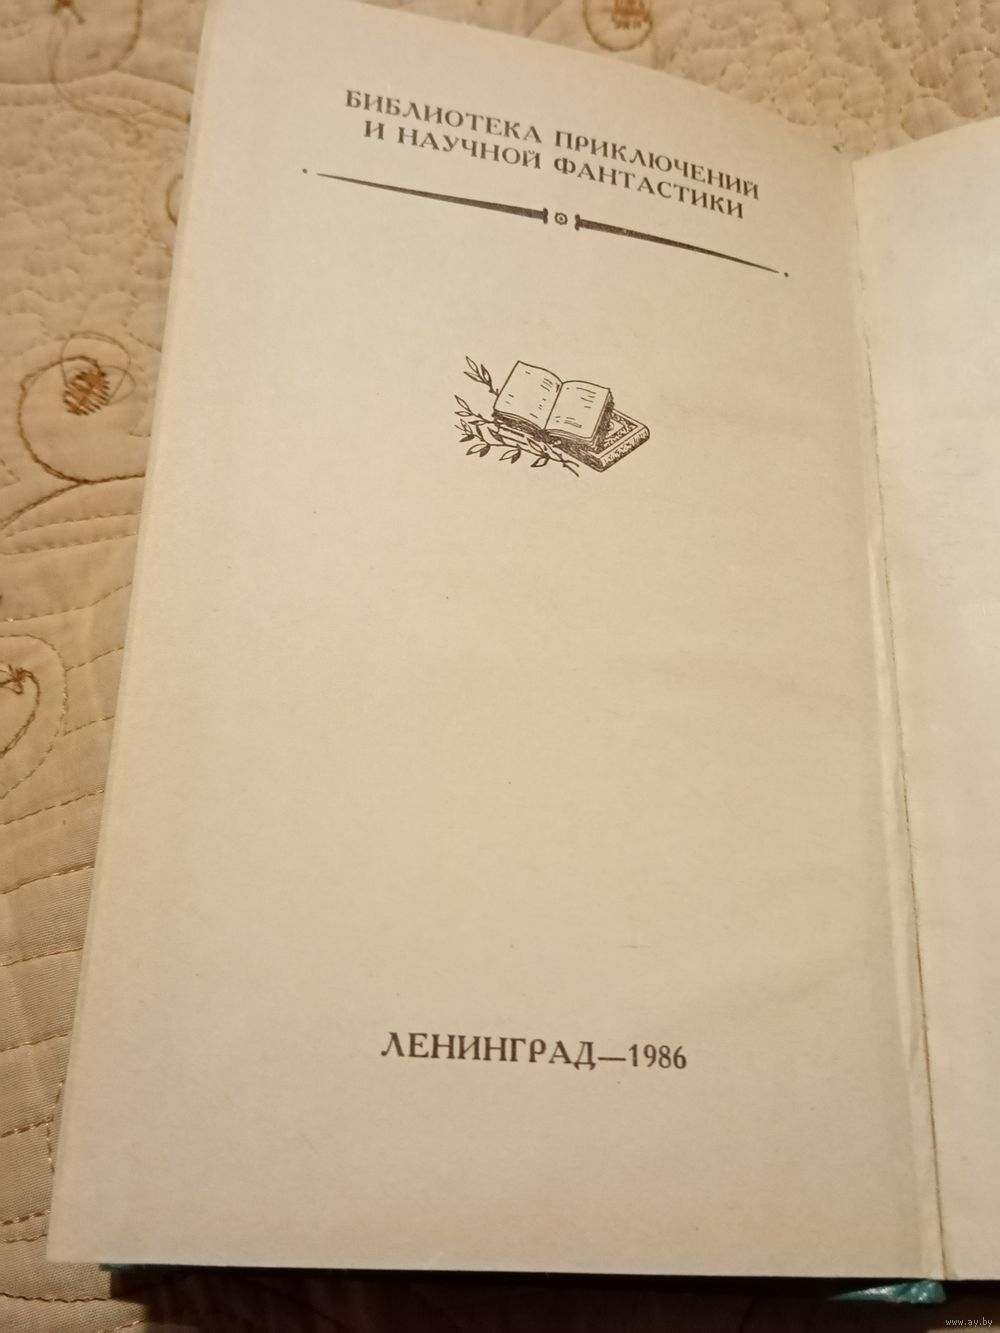 БИБЛИОТЕКА ПРИКЛЮЧЕНИЙ
И НАУЧНОЙ ФАНТАСТИКИ
ЛЕНИНГРАД—1986
www.ay.by